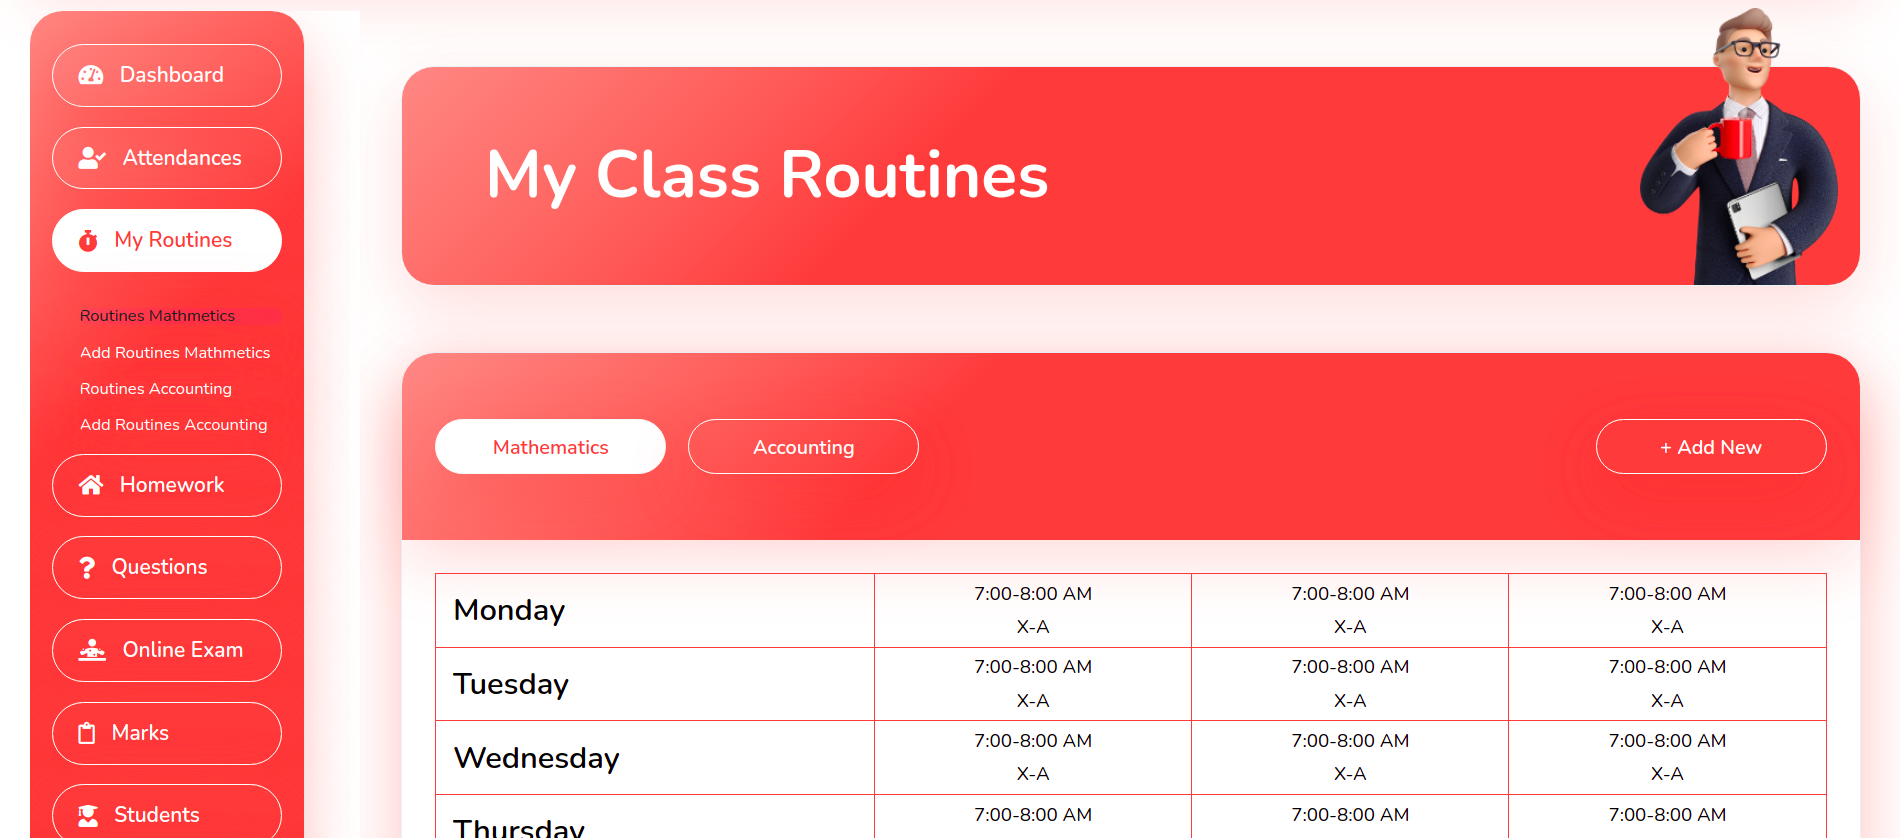 Dashboard
Attendances
My Routines
Routines Mathmetics
Add Routines Mathmetics
Routines Accounting
Add Routines Accounting
Homework
Questions
Online Exam
Marks
Students
My Class Routines
Mathematics Accounting + Add New
Monday
7:00-8:00 AM 7:00-8:00 AM 7:00-8:00 AM
X-A X-A X-A
Tuesday
7:00-8:00 AM 7:00-8:00 AM 7:00-8:00 AM
X-A X-A X-A
Wednesday
7:00-8:00 AM 7:00-8:00 AM 7:00-8:00 AM
X-A X-A X-A
Thursday
7:00-8:00 AM 7:00-8:00 AM 7:00-8:00 AM